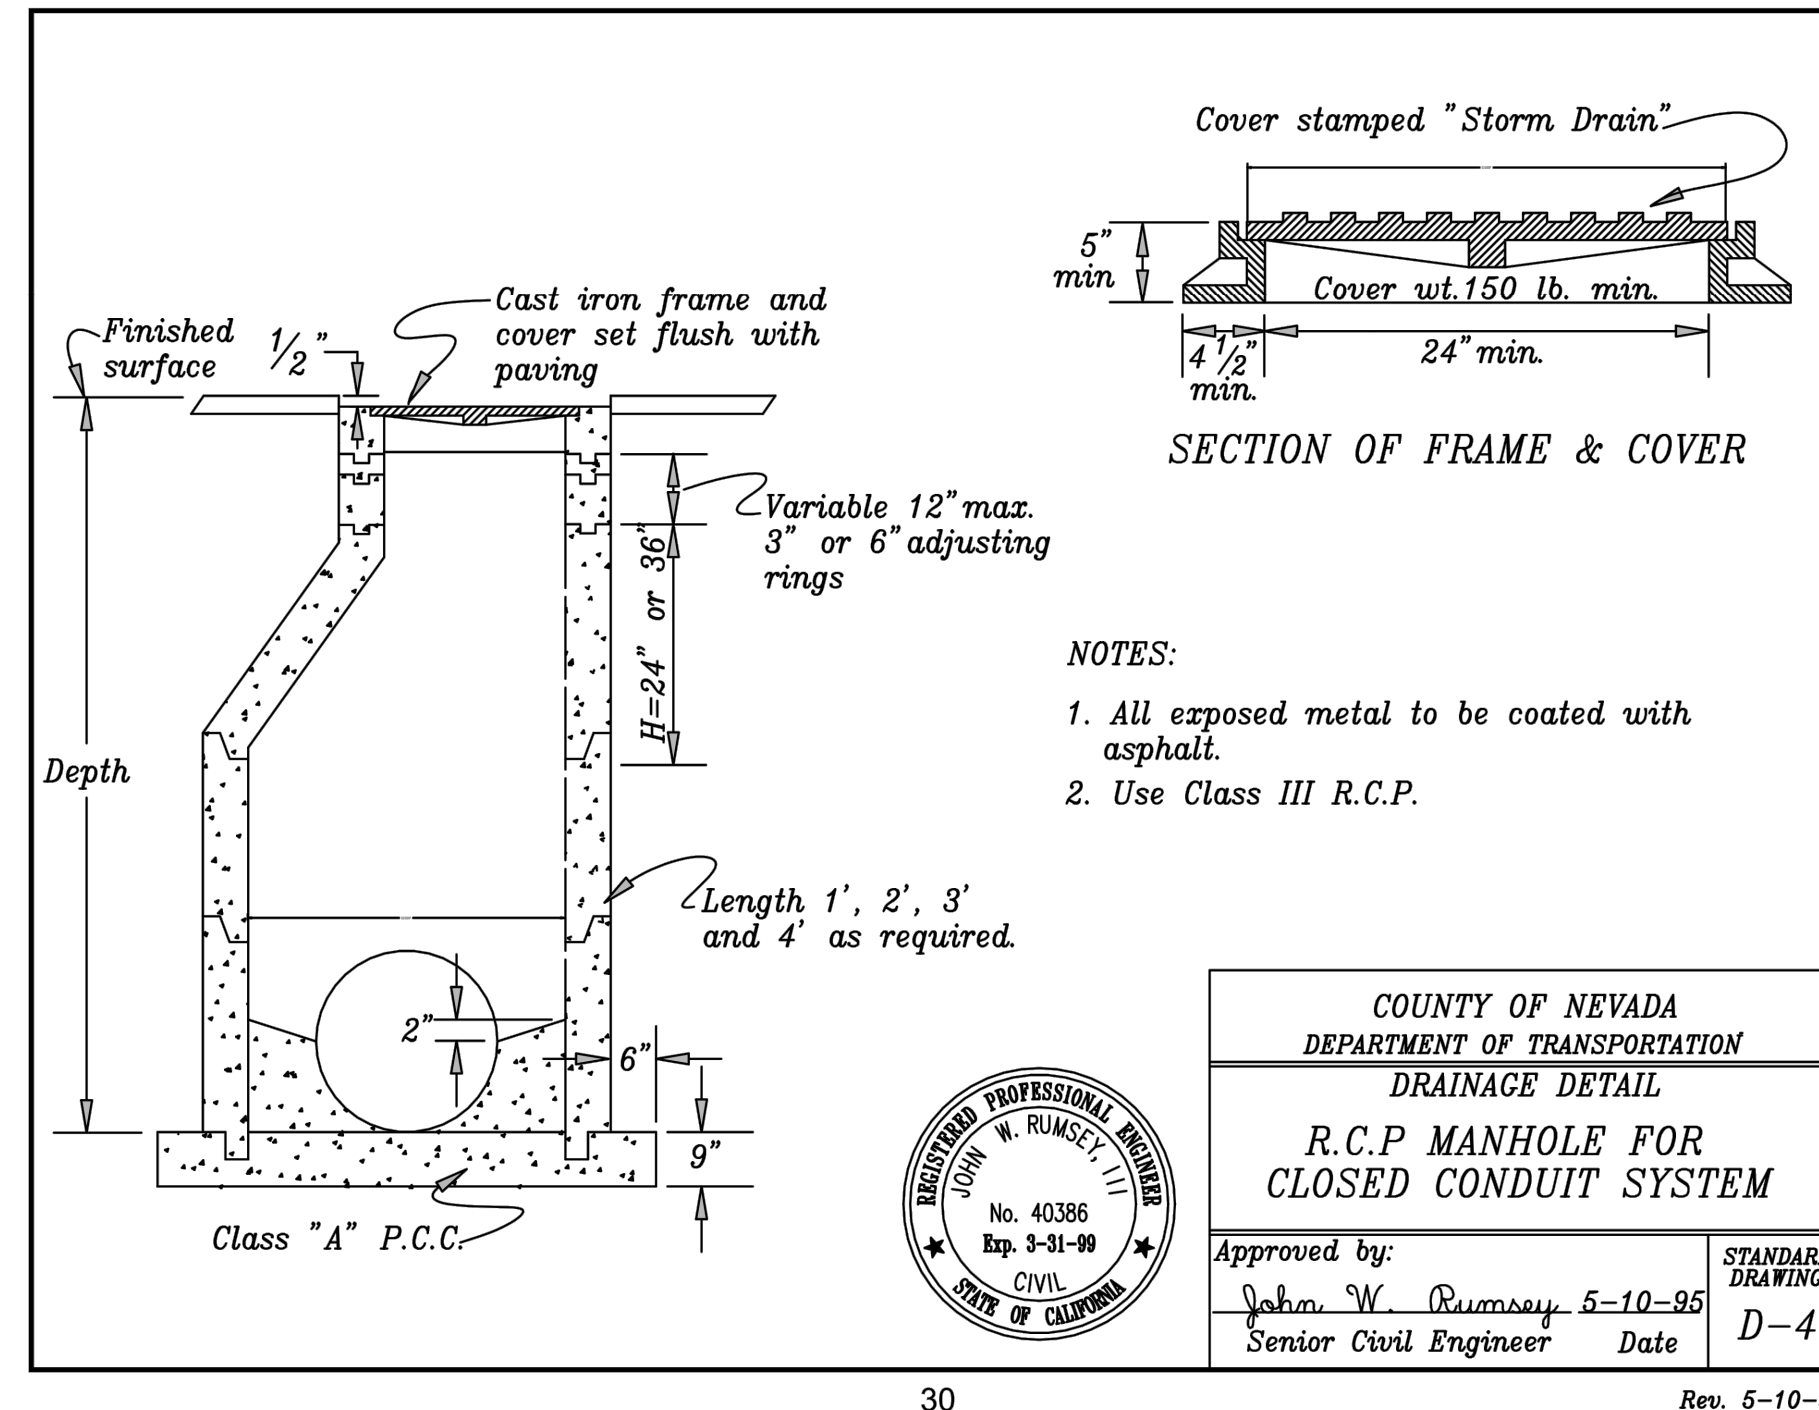 Cover stamped "Storm Drain"
5"
min
Cover wt.150 lb. min.
4 1/2"
min.
24" min.
SECTION OF FRAME & COVER
Finished
surface
1/2"
Cast iron frame and
cover set flush with
paving
Variable 12" max.
3" or 6" adjusting
rings
H=24" or 36"
Depth
Length 1', 2', 3'
and 4' as required.
2"
6"
9"
Class "A" P.C.C.
NOTES:
1. All exposed metal to be coated with
asphalt.
2. Use Class III R.C.P.
REGISTERED PROFESSIONAL ENGINEER
JOHN W. RUMSEY, III
No. 40386
Exp. 3-31-99
CIVIL
STATE OF CALIFORNIA
COUNTY OF NEVADA
DEPARTMENT OF TRANSPORTATION
DRAINAGE DETAIL
R.C.P MANHOLE FOR
CLOSED CONDUIT SYSTEM
Approved by:
John W. Rumsey 5-10-95
Senior Civil Engineer Date
STANDAR
DRAWING
D-4
30
Rev. 5-10-